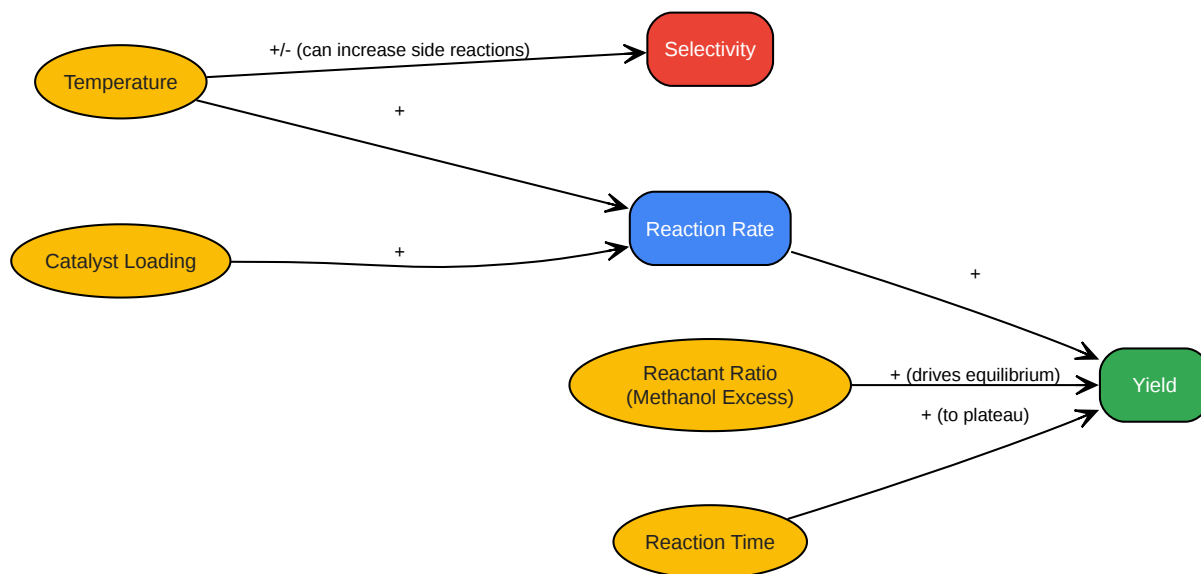 +/- (can increase side reactions)
Selectivity
Temperature
+
Reaction Rate
Catalyst Loading
+
+
Reactant Ratio
(Methanol Excess)
+ (drives equilibrium)
Yield
+ (to plateau)
Reaction Time